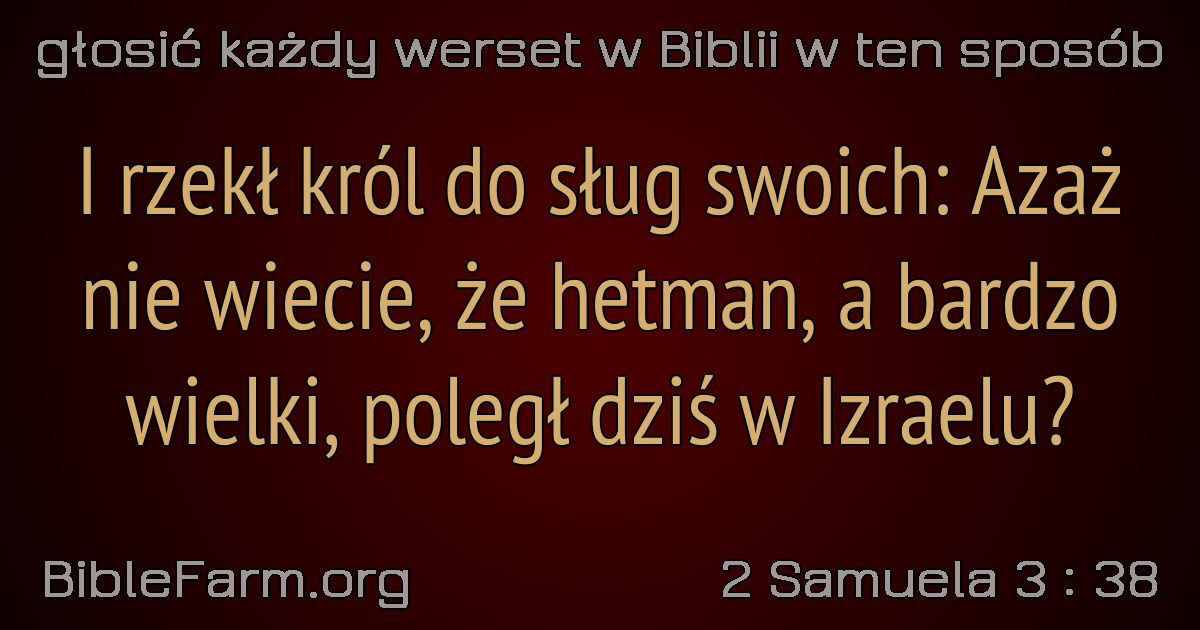 głosić każdy werset w Biblii w ten sposób
I rzekł król do sług swoich: Azaż
nie wiecie, że hetman, a bardzo
wielki, poległ dziś w Izraelu?
BibleFarm.org
2 Samuela 3 : 38